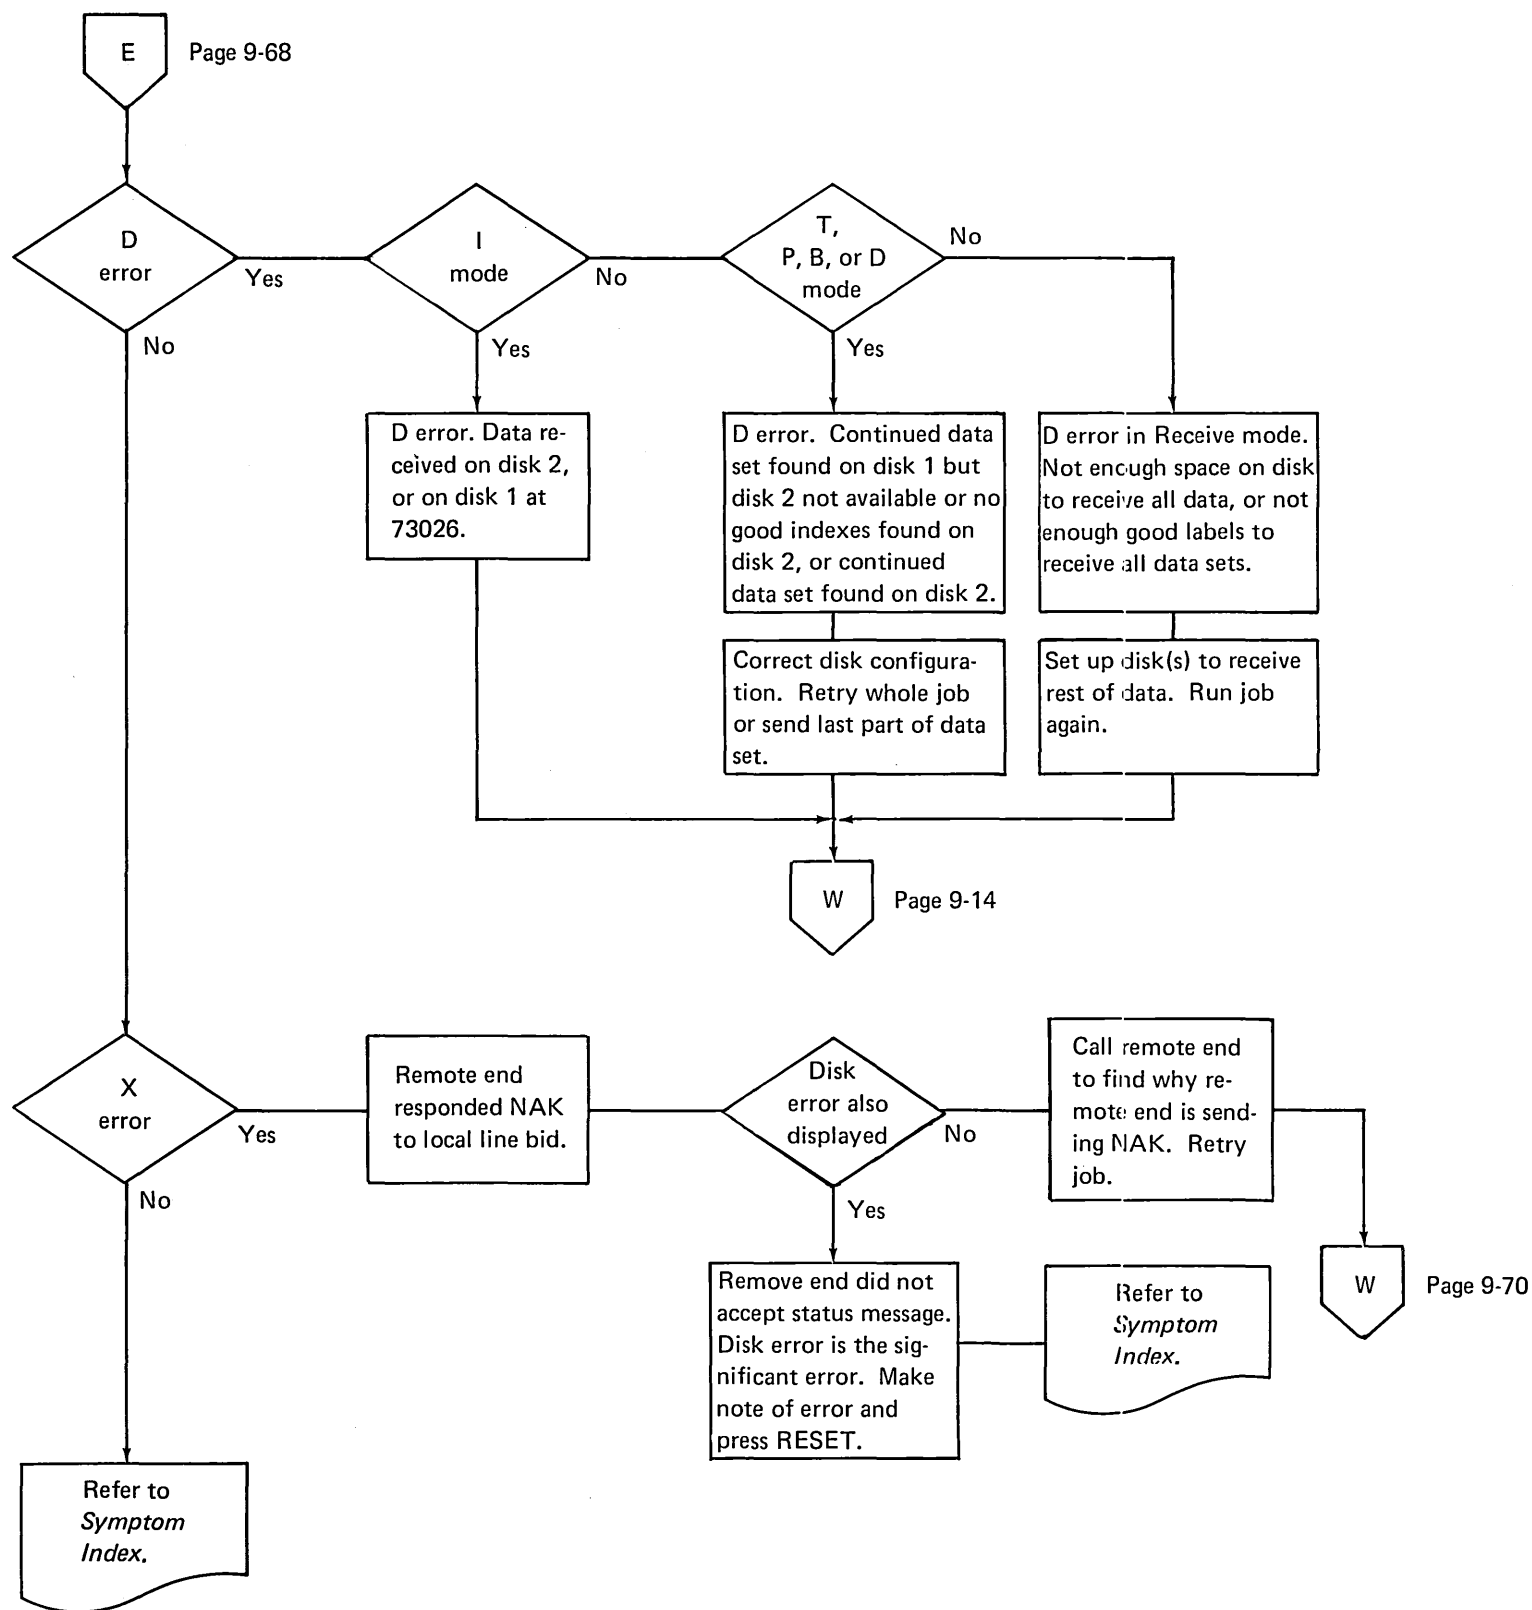 E
Page 9-68
D
error
Yes
No
I
mode
No
Yes
T,
P, B, or D
mode
No
Yes
D error. Data re-
ceived on disk 2,
or on disk 1 at
73026.
D error. Continued data
set found on disk 1 but
disk 2 not available or no
good indexes found on
disk 2, or continued
data set found on disk 2.
D error in Receive mode.
Not enough space on disk
to receive all data, or not
enough good labels to
receive all data sets.
Correct disk configura-
tion. Retry whole job
or send last part of data
set.
Set up disk(s) to receive
rest of data. Run job
again.
W
Page 9-14
X
error
Yes
No
Remote end
responded NAK
to local line bid.
Disk
error also
displayed
No
Yes
Call remote end
to find why re-
mote end is send-
ing NAK. Retry
job.
W
Page 9-70
Remove end did not
accept status message.
Disk error is the sig-
nificant error. Make
note of error and
press RESET.
Refer to
Symptom
Index.
Refer to
Symptom
Index.